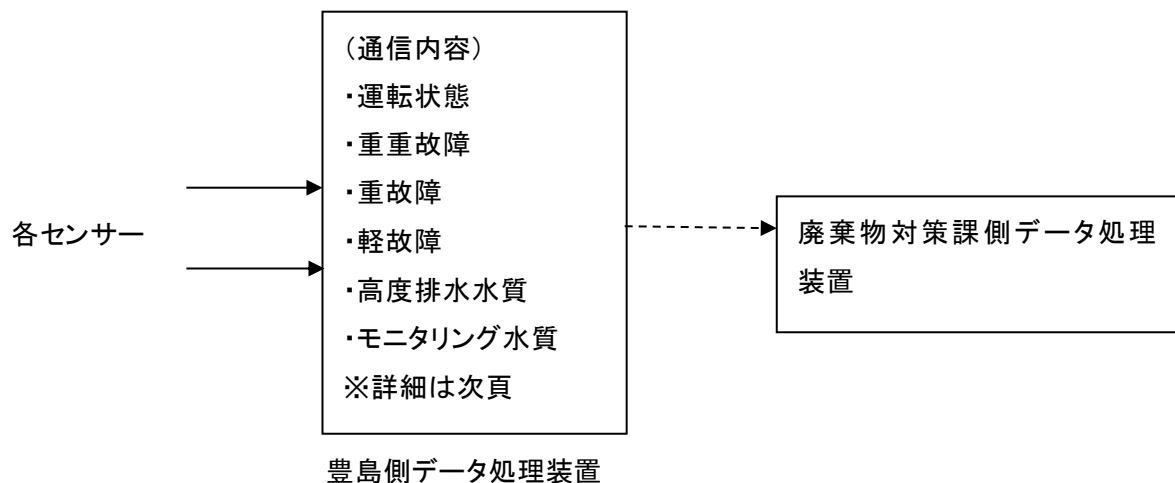 各センサー
(通信内容)
・運転状態
・重重故障
・重故障
・軽故障
・高度排水水質
・モニタリング水質
※詳細は次頁
豊島側データ処理装置
廃棄物対策課側データ処理
装置